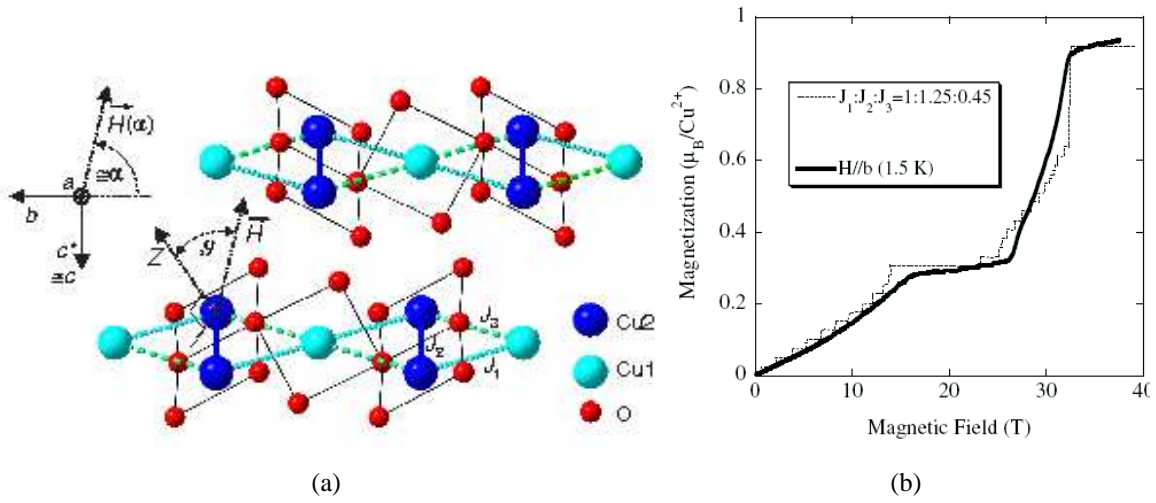 H(α)
≅α
a
b
c*
≅c
Z
ϑ
H
J3
J2
J1
Cu2
Cu1
O
(a)
Magnetization (μB/Cu2+)
1
0.8
0.6
0.4
0.2
0
J1:J2:J3=1:1.25:0.45
H//b (1.5 K)
0 10 20 30 40
Magnetic Field (T)
(b)